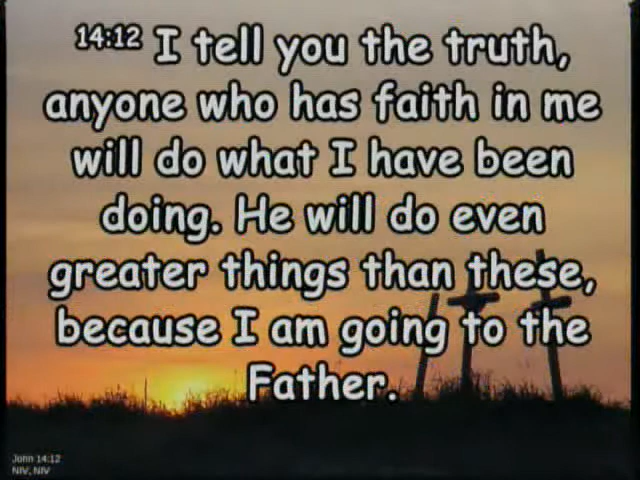 14:12 I tell you the truth,
anyone who has faith in me
will do what I have been
doing. He will do even
greater things than these,
because I am going to the
Father.
John 14:12
NIV, NIV